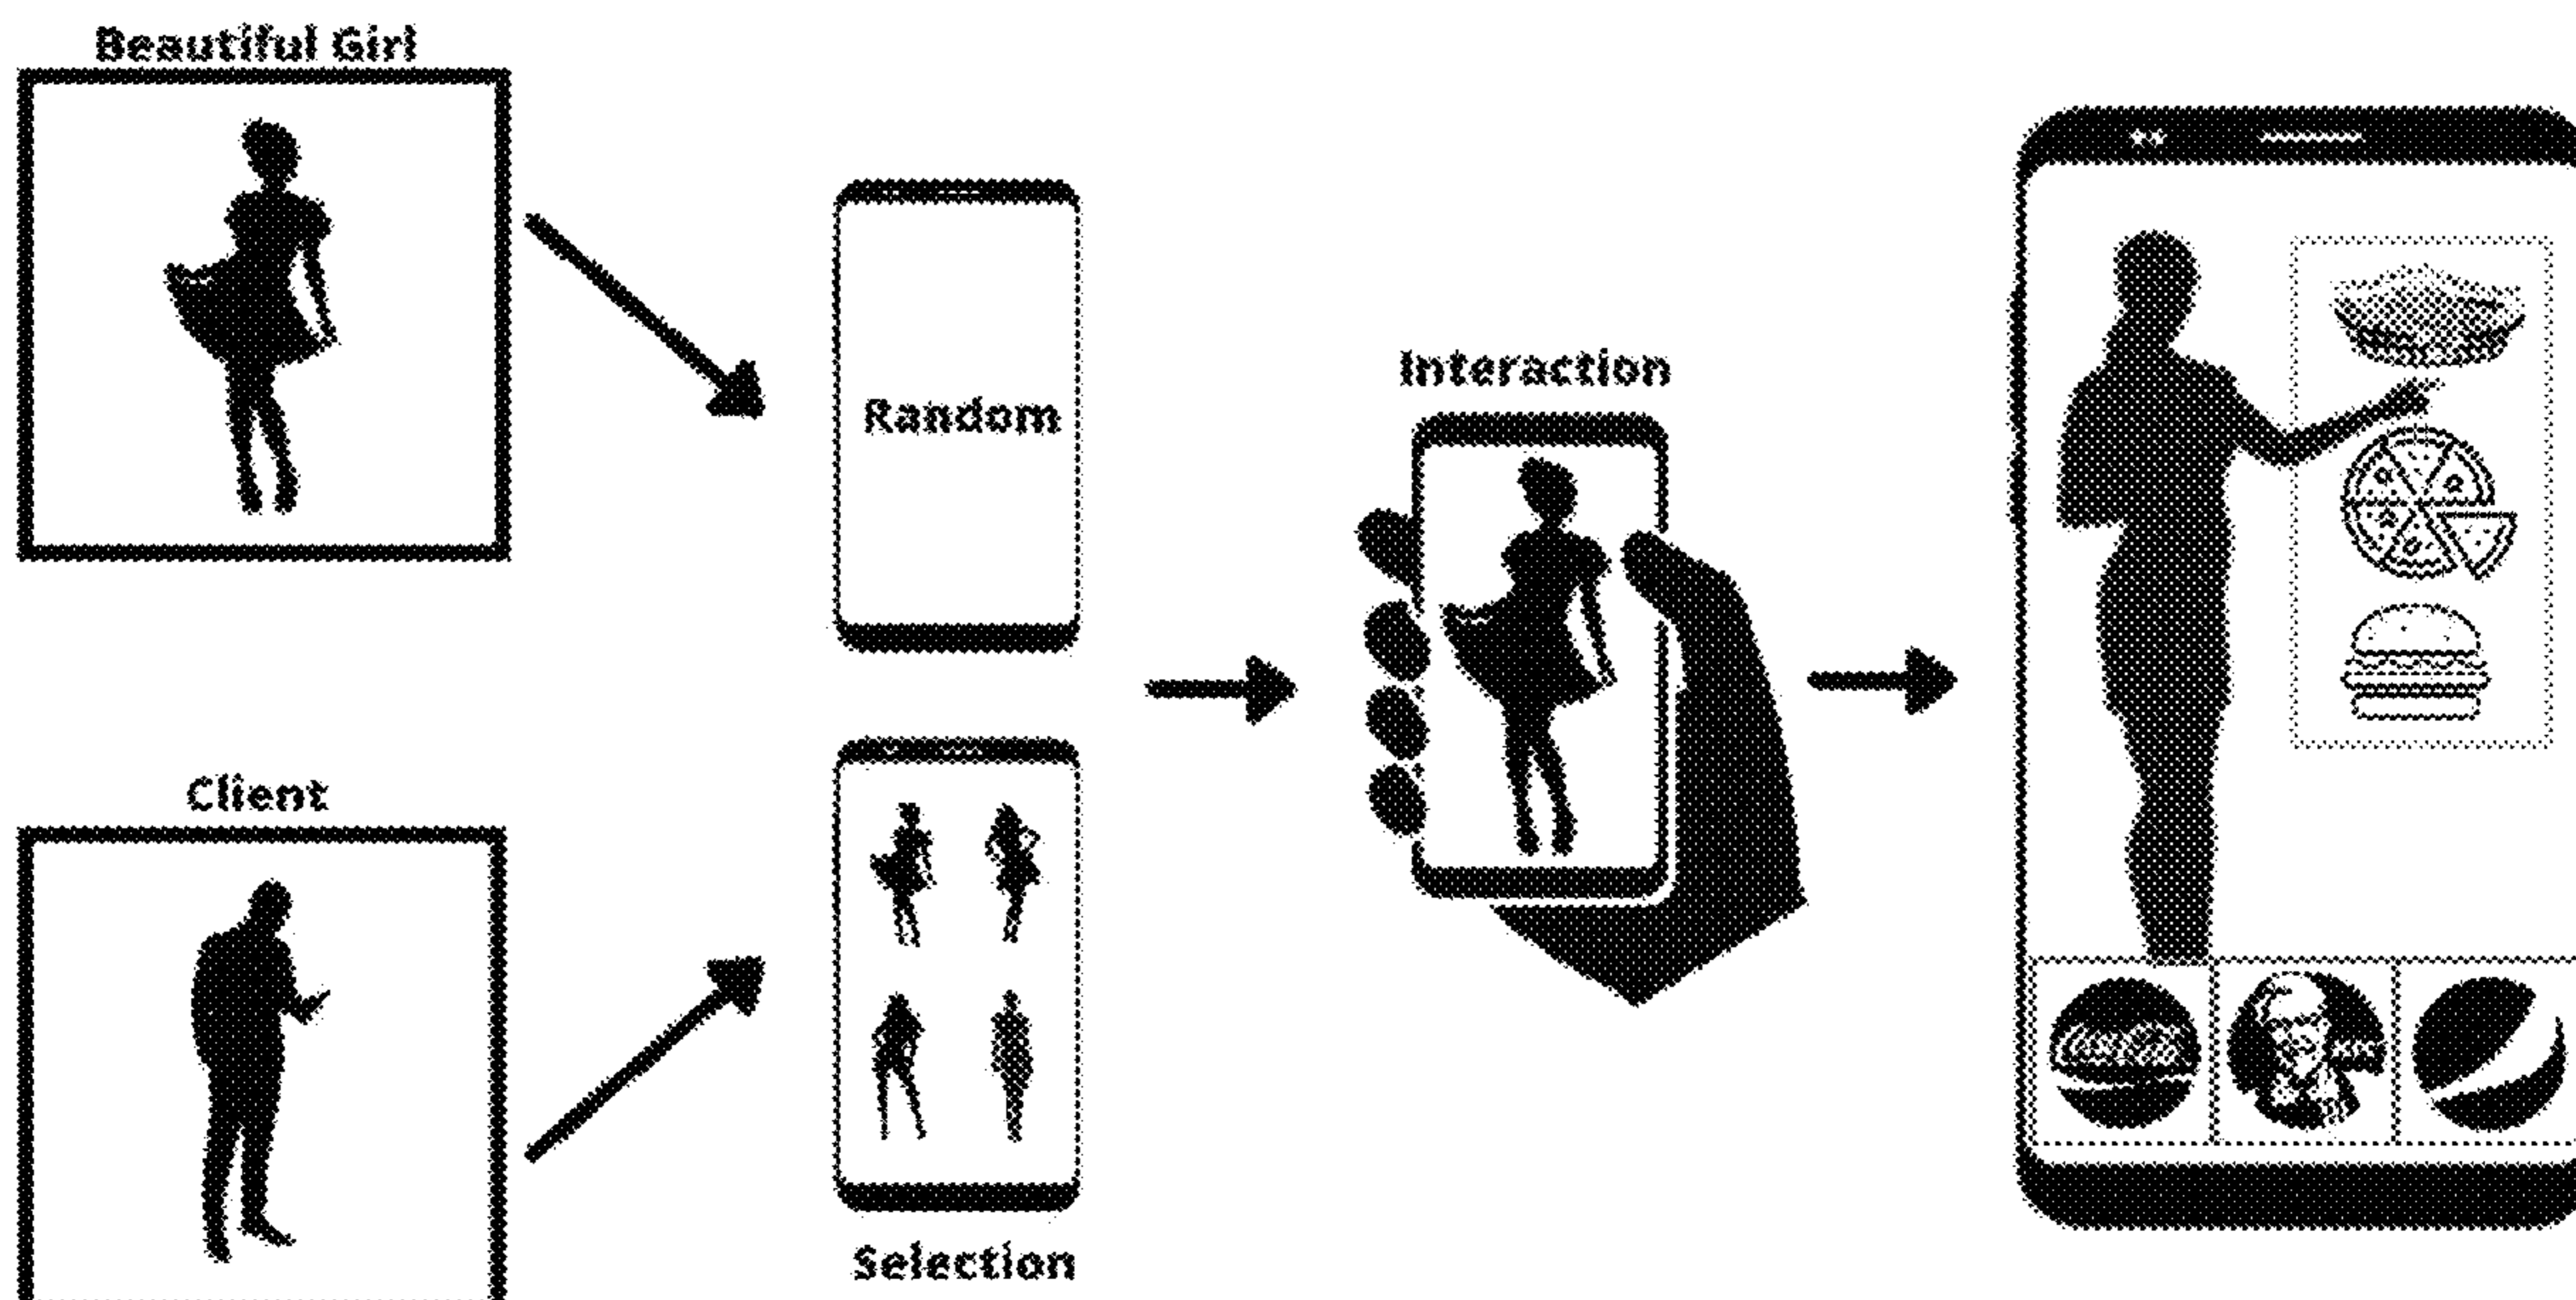 Beautiful Girl
Random
Interaction
Client
Selection